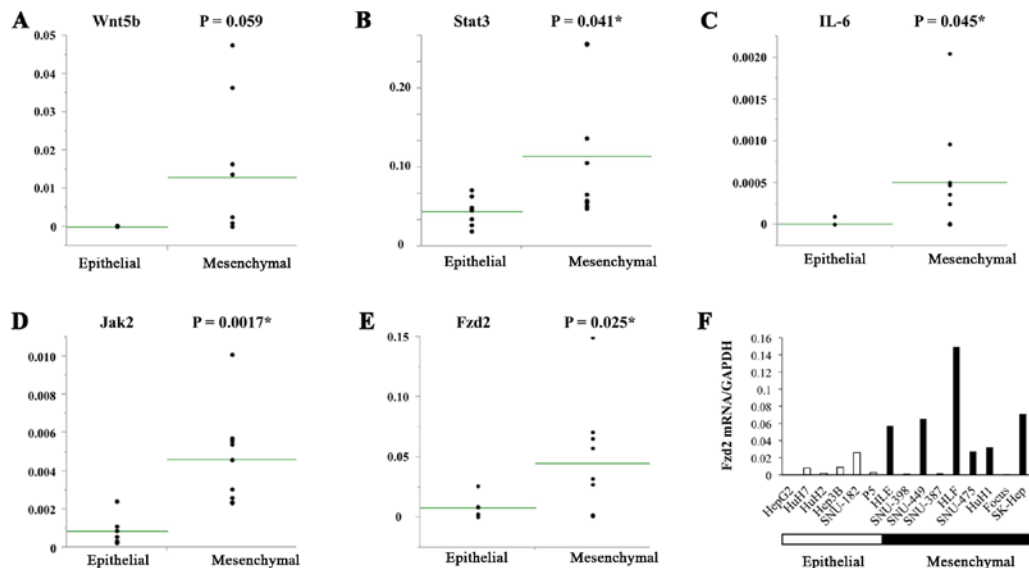 A Wnt5b P = 0.059
0.05
0.04
0.03
0.02
0.01
0
Epithelial Mesenchymal
B Stat3 P = 0.041*
0.20
0.10
0
Epithelial Mesenchymal
C IL-6 P = 0.045*
0.0020
0.0015
0.0010
0.0005
0
Epithelial Mesenchymal
D Jak2 P = 0.0017*
0.010
0.008
0.006
0.004
0.002
0
Epithelial Mesenchymal
E Fzd2 P = 0.025*
0.15
0.10
0.05
0
Epithelial Mesenchymal
F
Fzd2 mRNA/GAPDH
0.16
0.14
0.12
0.1
0.08
0.06
0.04
0.02
0
HepG2
HuH7
HuH2
Hep3B
SNU-182
P5
HLE
SNU-398
SNU-449
SNU-387
HLF
SNU-475
HuH1
Focus
SK-Hep
Epithelial Mesenchymal